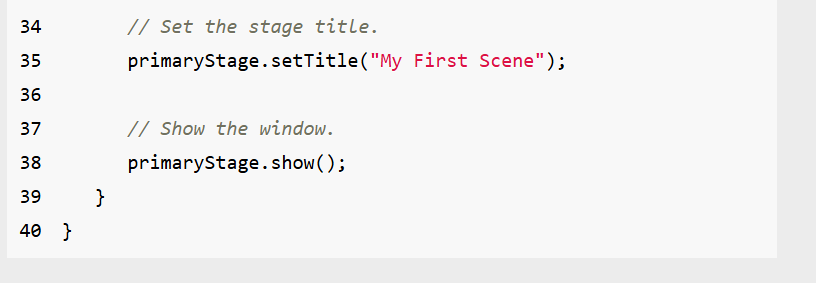 34 // Set the stage title.
35 primaryStage.setTitle("My First Scene");
36
37 // Show the window.
38 primaryStage.show();
39 }
40 }